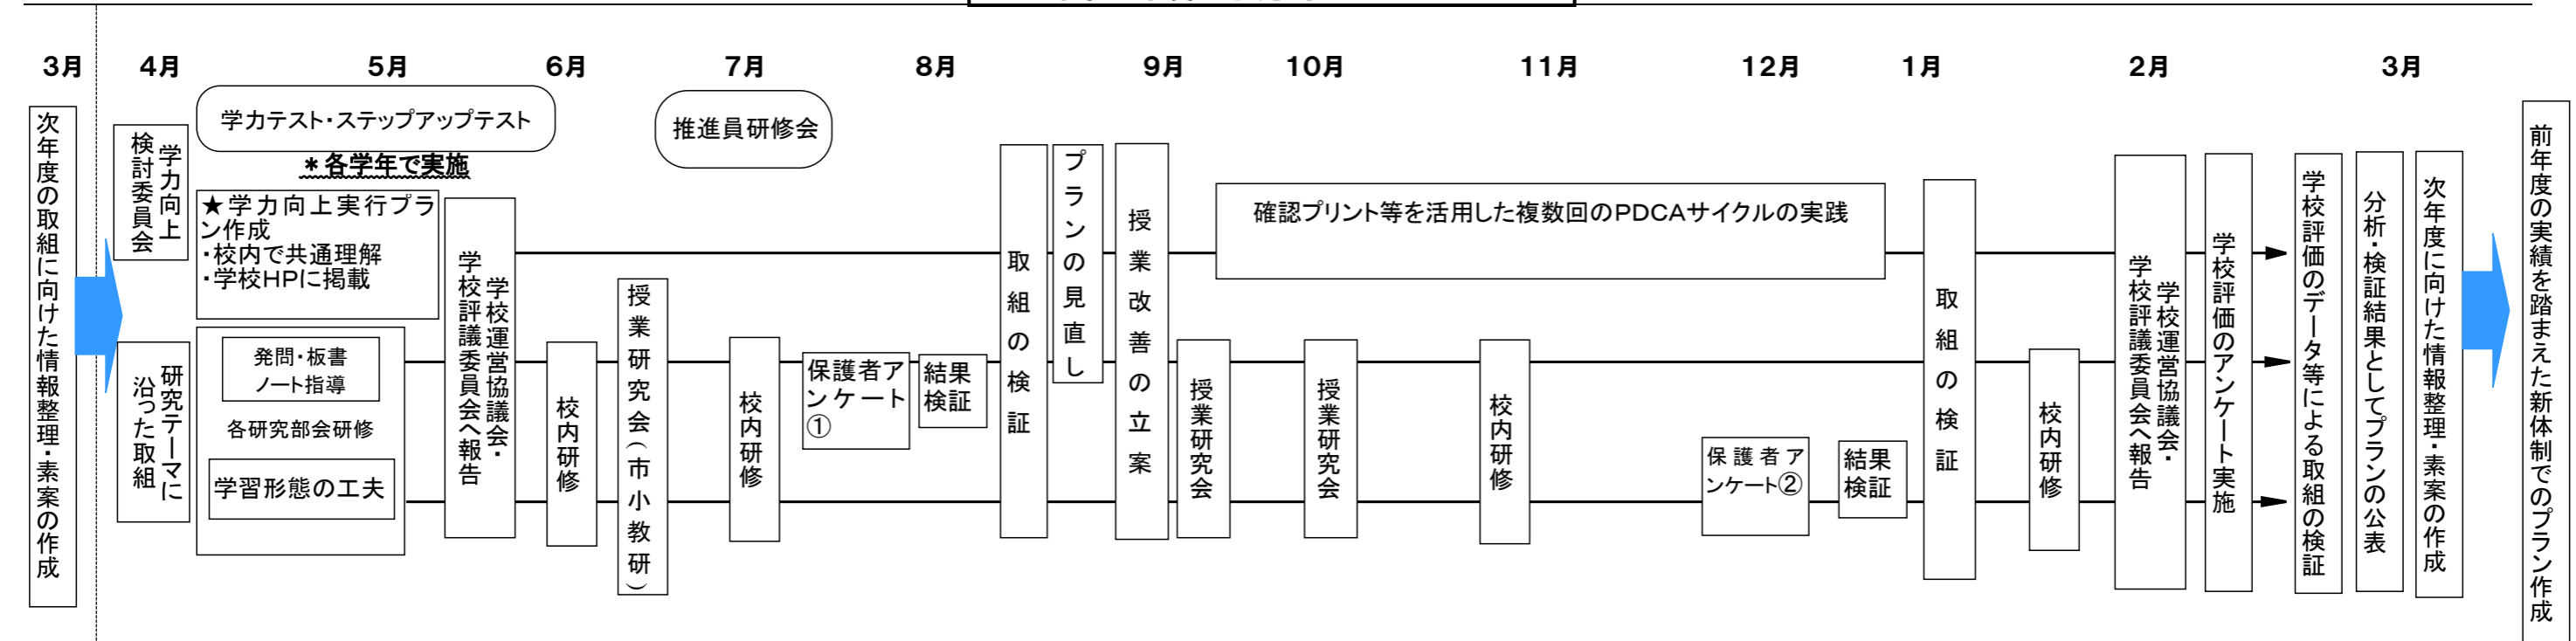 3月
4月
5月
6月
7月
8月
9月
10月
11月
12月
1月
2月
3月
次年度の取組に向けた情報整理・素案の作成
学力向上
検討委員会
研究テーマに
沿った取組
学力テスト・ステップアップテスト
＊各学年で実施
★学力向上実行プラ
ン作成
・校内で共通理解
・学校HPに掲載
発問・板書
ノート指導
各研究部会研修
学習形態の工夫
学校運営協議会・
学校評議委員会へ報告
校内研修
授業研究会（市小教研）
推進員研修会
校内研修
保護者ア
ンケート
①
結果
検証
取組の検証
プランの見直し
授業改善の立案
授業研究会
確認プリント等を活用した複数回のPDCAサイクルの実践
授業研究会
校内研修
保護者ア
ンケート②
結果
検証
取組の検証
校内研修
学校運営協議会・
学校評議委員会へ報告
学校評価のアンケート実施
学校評価のデータ等による取組の検証
分析・検証結果としてプランの公表
次年度に向けた情報整理・素案の作成
前年度の実績を踏まえた新体制でのプラン作成